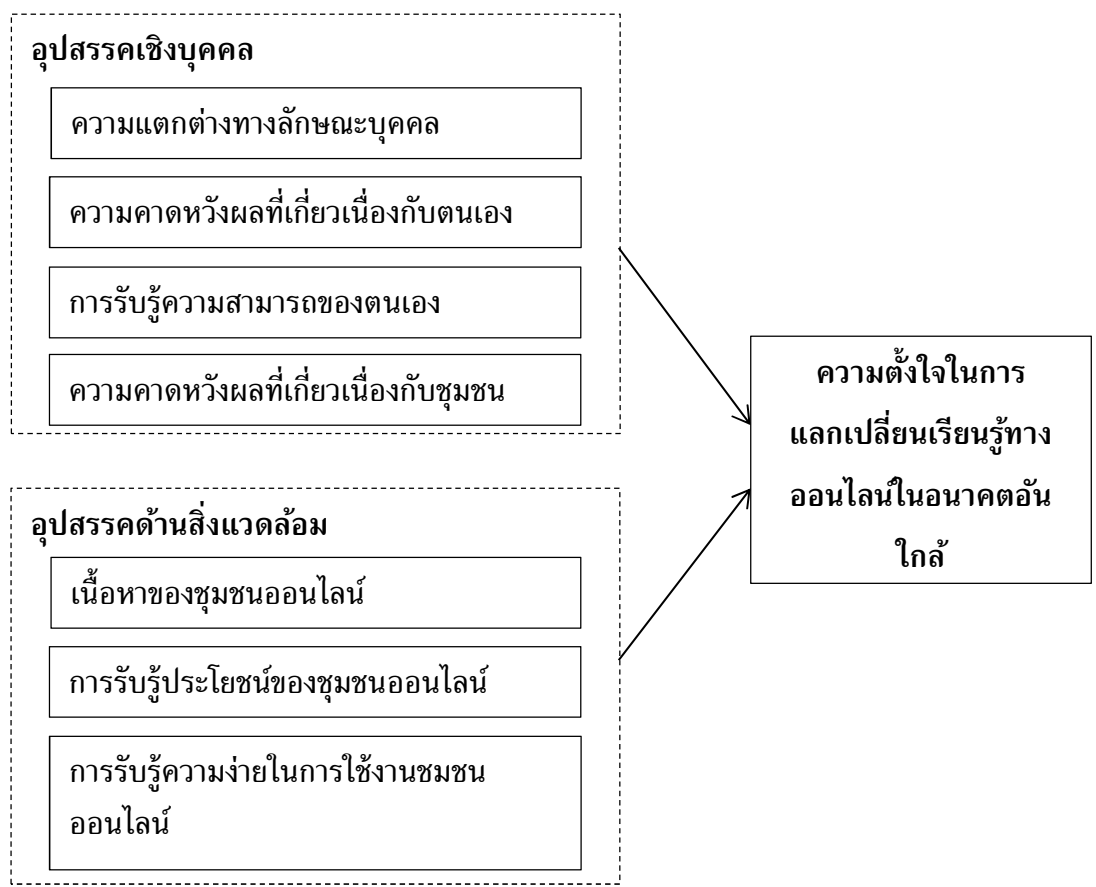 อุปสรรคเชิงบุคคล
ความแตกต่างทางลักษณะบุคคล
ความคาดหวังผลที่เกี่ยวเนื่องกับตนเอง
การรับรู้ความสามารถของตนเอง
ความคาดหวังผลที่เกี่ยวเนื่องกับชุมชน
อุปสรรคด้านสิ่งแวดล้อม
เนื้อหาของชุมชนออนไลน์
การรับรู้ประโยชน์ของชุมชนออนไลน์
การรับรู้ความง่ายในการใช้งานชมชน
ออนไลน์
ความตั้งใจในการ
แลกเปลี่ยนเรียนรู้ทาง
ออนไลน์ในอนาคตอัน
ใกล้